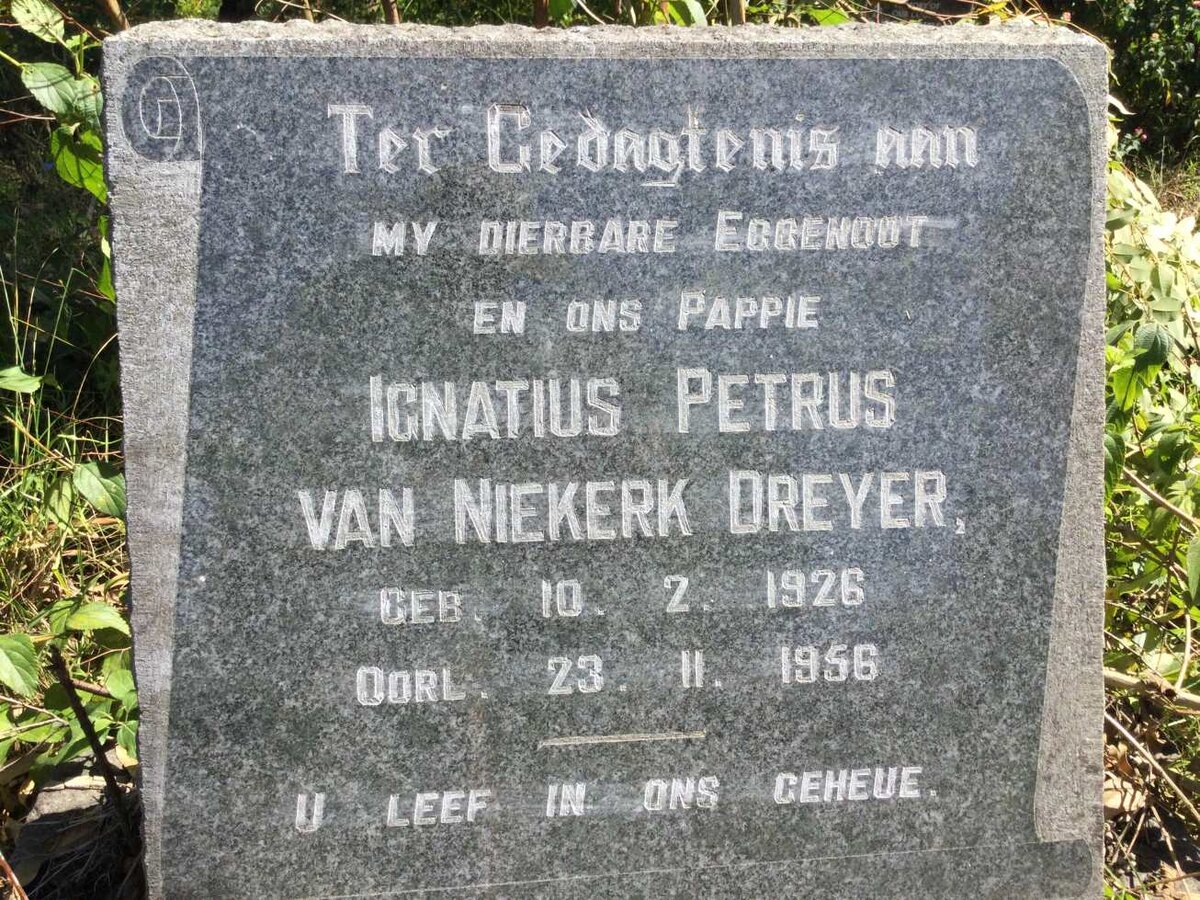 Ter Gedagtenis aan
MY DIERBARE EGGENOOT
EN ONS PAPPIE
IGNATIUS PETRUS
VAN NIEKERK DREYER,
GEB. 10. 2. 1926
OORL. 23. 11. 1956
U LEEF IN ONS GEHEUE.